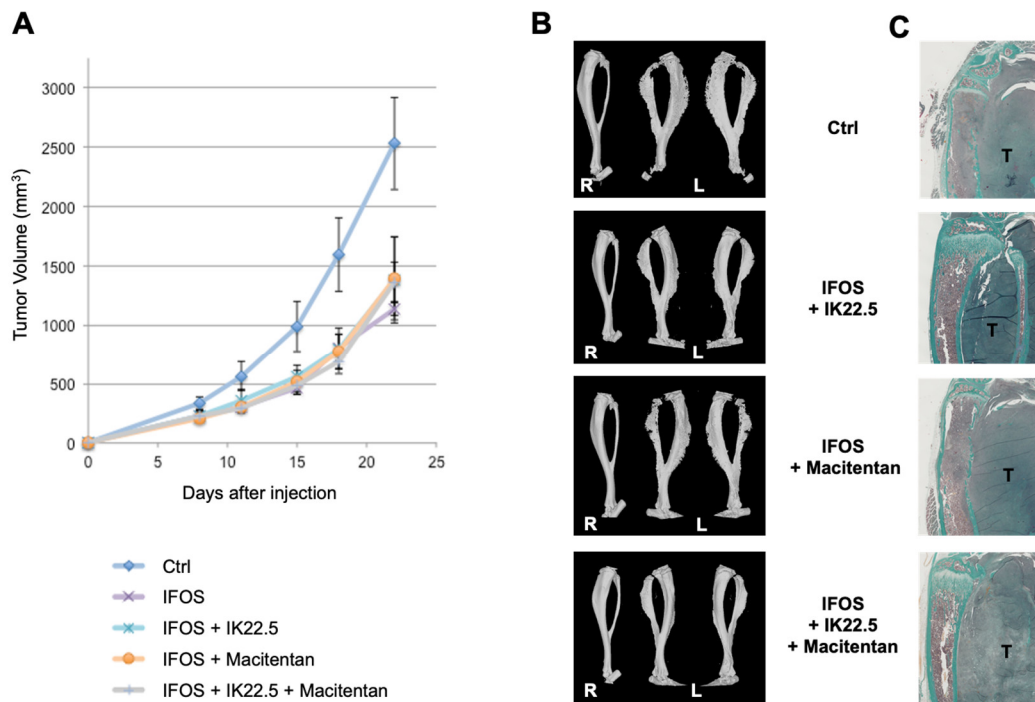 A
Tumor Volume (mm³)
3000
2500
2000
1500
1000
500
0
0
5
10
15
20
25
Days after injection
Ctrl
IFOS
IFOS + IK22.5
IFOS + Macitentan
IFOS + IK22.5 + Macitentan
B
R
L
R
L
R
L
R
L
Ctrl
IFOS
+ IK22.5
IFOS
+ Macitentan
IFOS
+ IK22.5
+ Macitentan
C
T
T
T
T